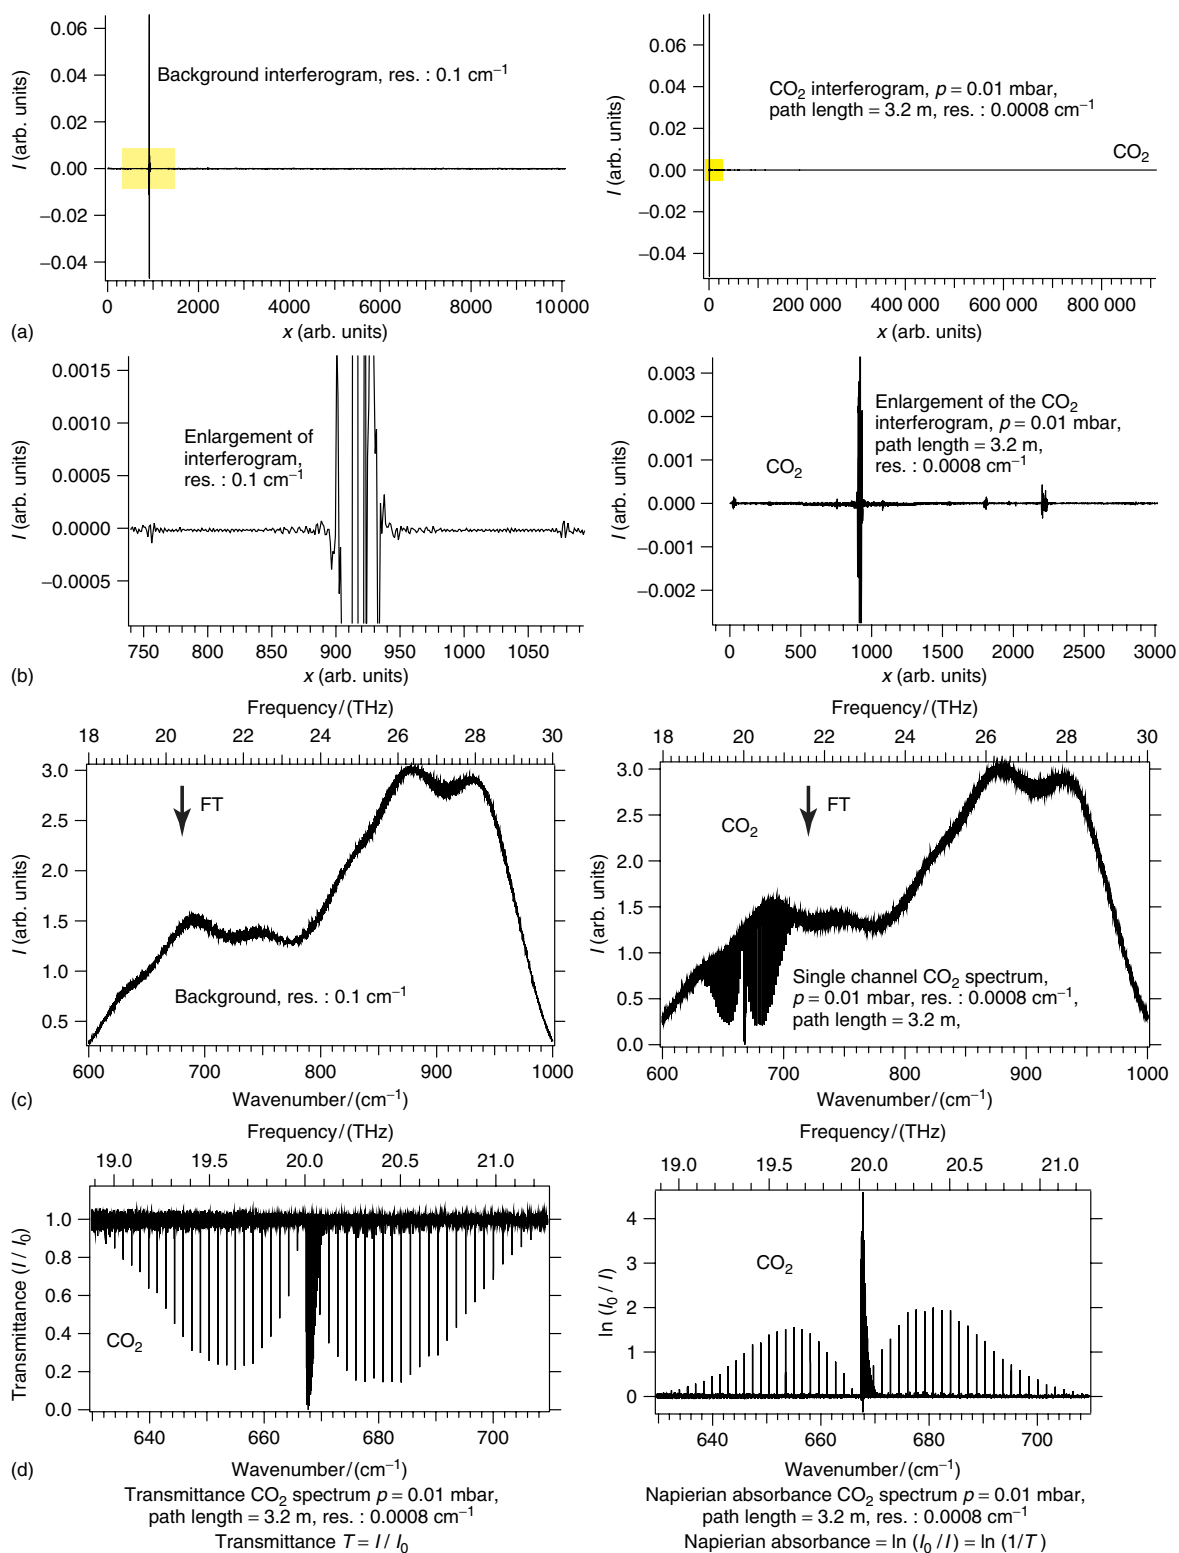 0.06
0.04
0.02
0.00
−0.02
−0.04
I (arb. units)
Background interferogram, res. : 0.1 cm⁻¹
0 2000 4000 6000 8000 10000
x (arb. units)
0.06
0.04
0.02
0.00
−0.02
−0.04
I (arb. units)
CO₂ interferogram, p = 0.01 mbar,
path length = 3.2 m, res. : 0.0008 cm⁻¹
CO₂
0 200 000 400 000 600 000 800 000
x (arb. units)
(a)
0.0015
0.0010
0.0005
0.0000
−0.0005
I (arb. units)
Enlargement of
interferogram,
res. : 0.1 cm⁻¹
750 800 850 900 950 1000 1050
x (arb. units)
0.003
0.002
0.001
0.000
−0.001
−0.002
I (arb. units)
Enlargement of the CO₂
interferogram, p = 0.01 mbar,
path length = 3.2 m,
res. : 0.0008 cm⁻¹
CO₂
0 500 1000 1500 2000 2500 3000
x (arb. units)
(b)
Frequency/(THz)
18 20 22 24 26 28 30
3.0
2.5
2.0
1.5
1.0
0.5
I (arb. units)
FT
Background, res. : 0.1 cm⁻¹
600 700 800 900 1000
Wavenumber/(cm⁻¹)
Frequency/(THz)
18 20 22 24 26 28 30
3.0
2.5
2.0
1.5
1.0
0.5
0.0
I (arb. units)
CO₂
FT
Single channel CO₂ spectrum,
p = 0.01 mbar, res. : 0.0008 cm⁻¹,
path length = 3.2 m,
600 700 800 900 1000
Wavenumber/(cm⁻¹)
(c)
Frequency/(THz)
19.0 19.5 20.0 20.5 21.0
1.0
0.8
0.6
0.4
0.2
0.0
Transmittance (I / I₀)
CO₂
640 660 680 700
Wavenumber/(cm⁻¹)
Transmittance CO₂ spectrum p = 0.01 mbar,
path length = 3.2 m, res. : 0.0008 cm⁻¹
Transmittance T = I / I₀
Frequency/(THz)
19.0 19.5 20.0 20.5 21.0
4
3
2
1
0
ln (I₀ / I)
CO₂
640 660 680 700
Wavenumber/(cm⁻¹)
Napierian absorbance CO₂ spectrum p = 0.01 mbar,
path length = 3.2 m, res. : 0.0008 cm⁻¹
Napierian absorbance = ln (I₀ / I) = ln (1/T)
(d)